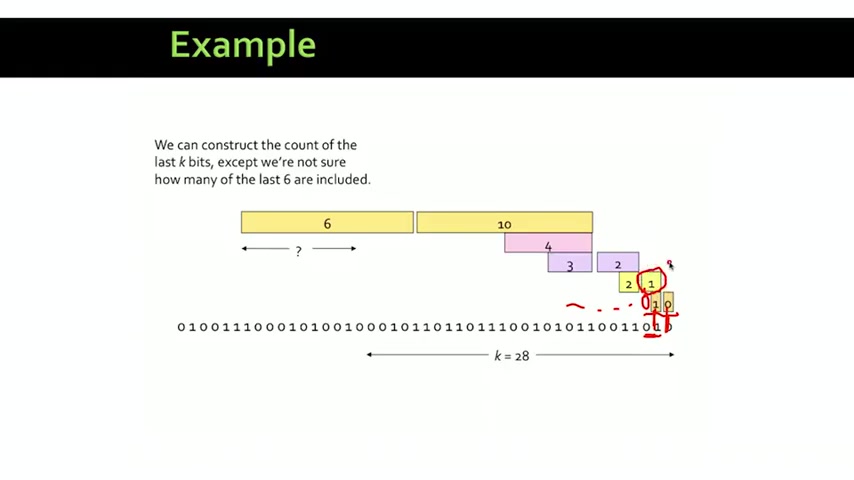 Example
We can construct the count of the
last k bits, except we're not sure
how many of the last 6 are included.
6 10
? 4
3 2
2 1
1 0
0 1 0 0 1 1 1 0 0 0 1 0 1 0 0 1 0 0 0 1 0 1 1 0 1 1 0 1 1 1 0 0 1 0 1 0 1 1 0 0 1 1 0 1 0
k = 28